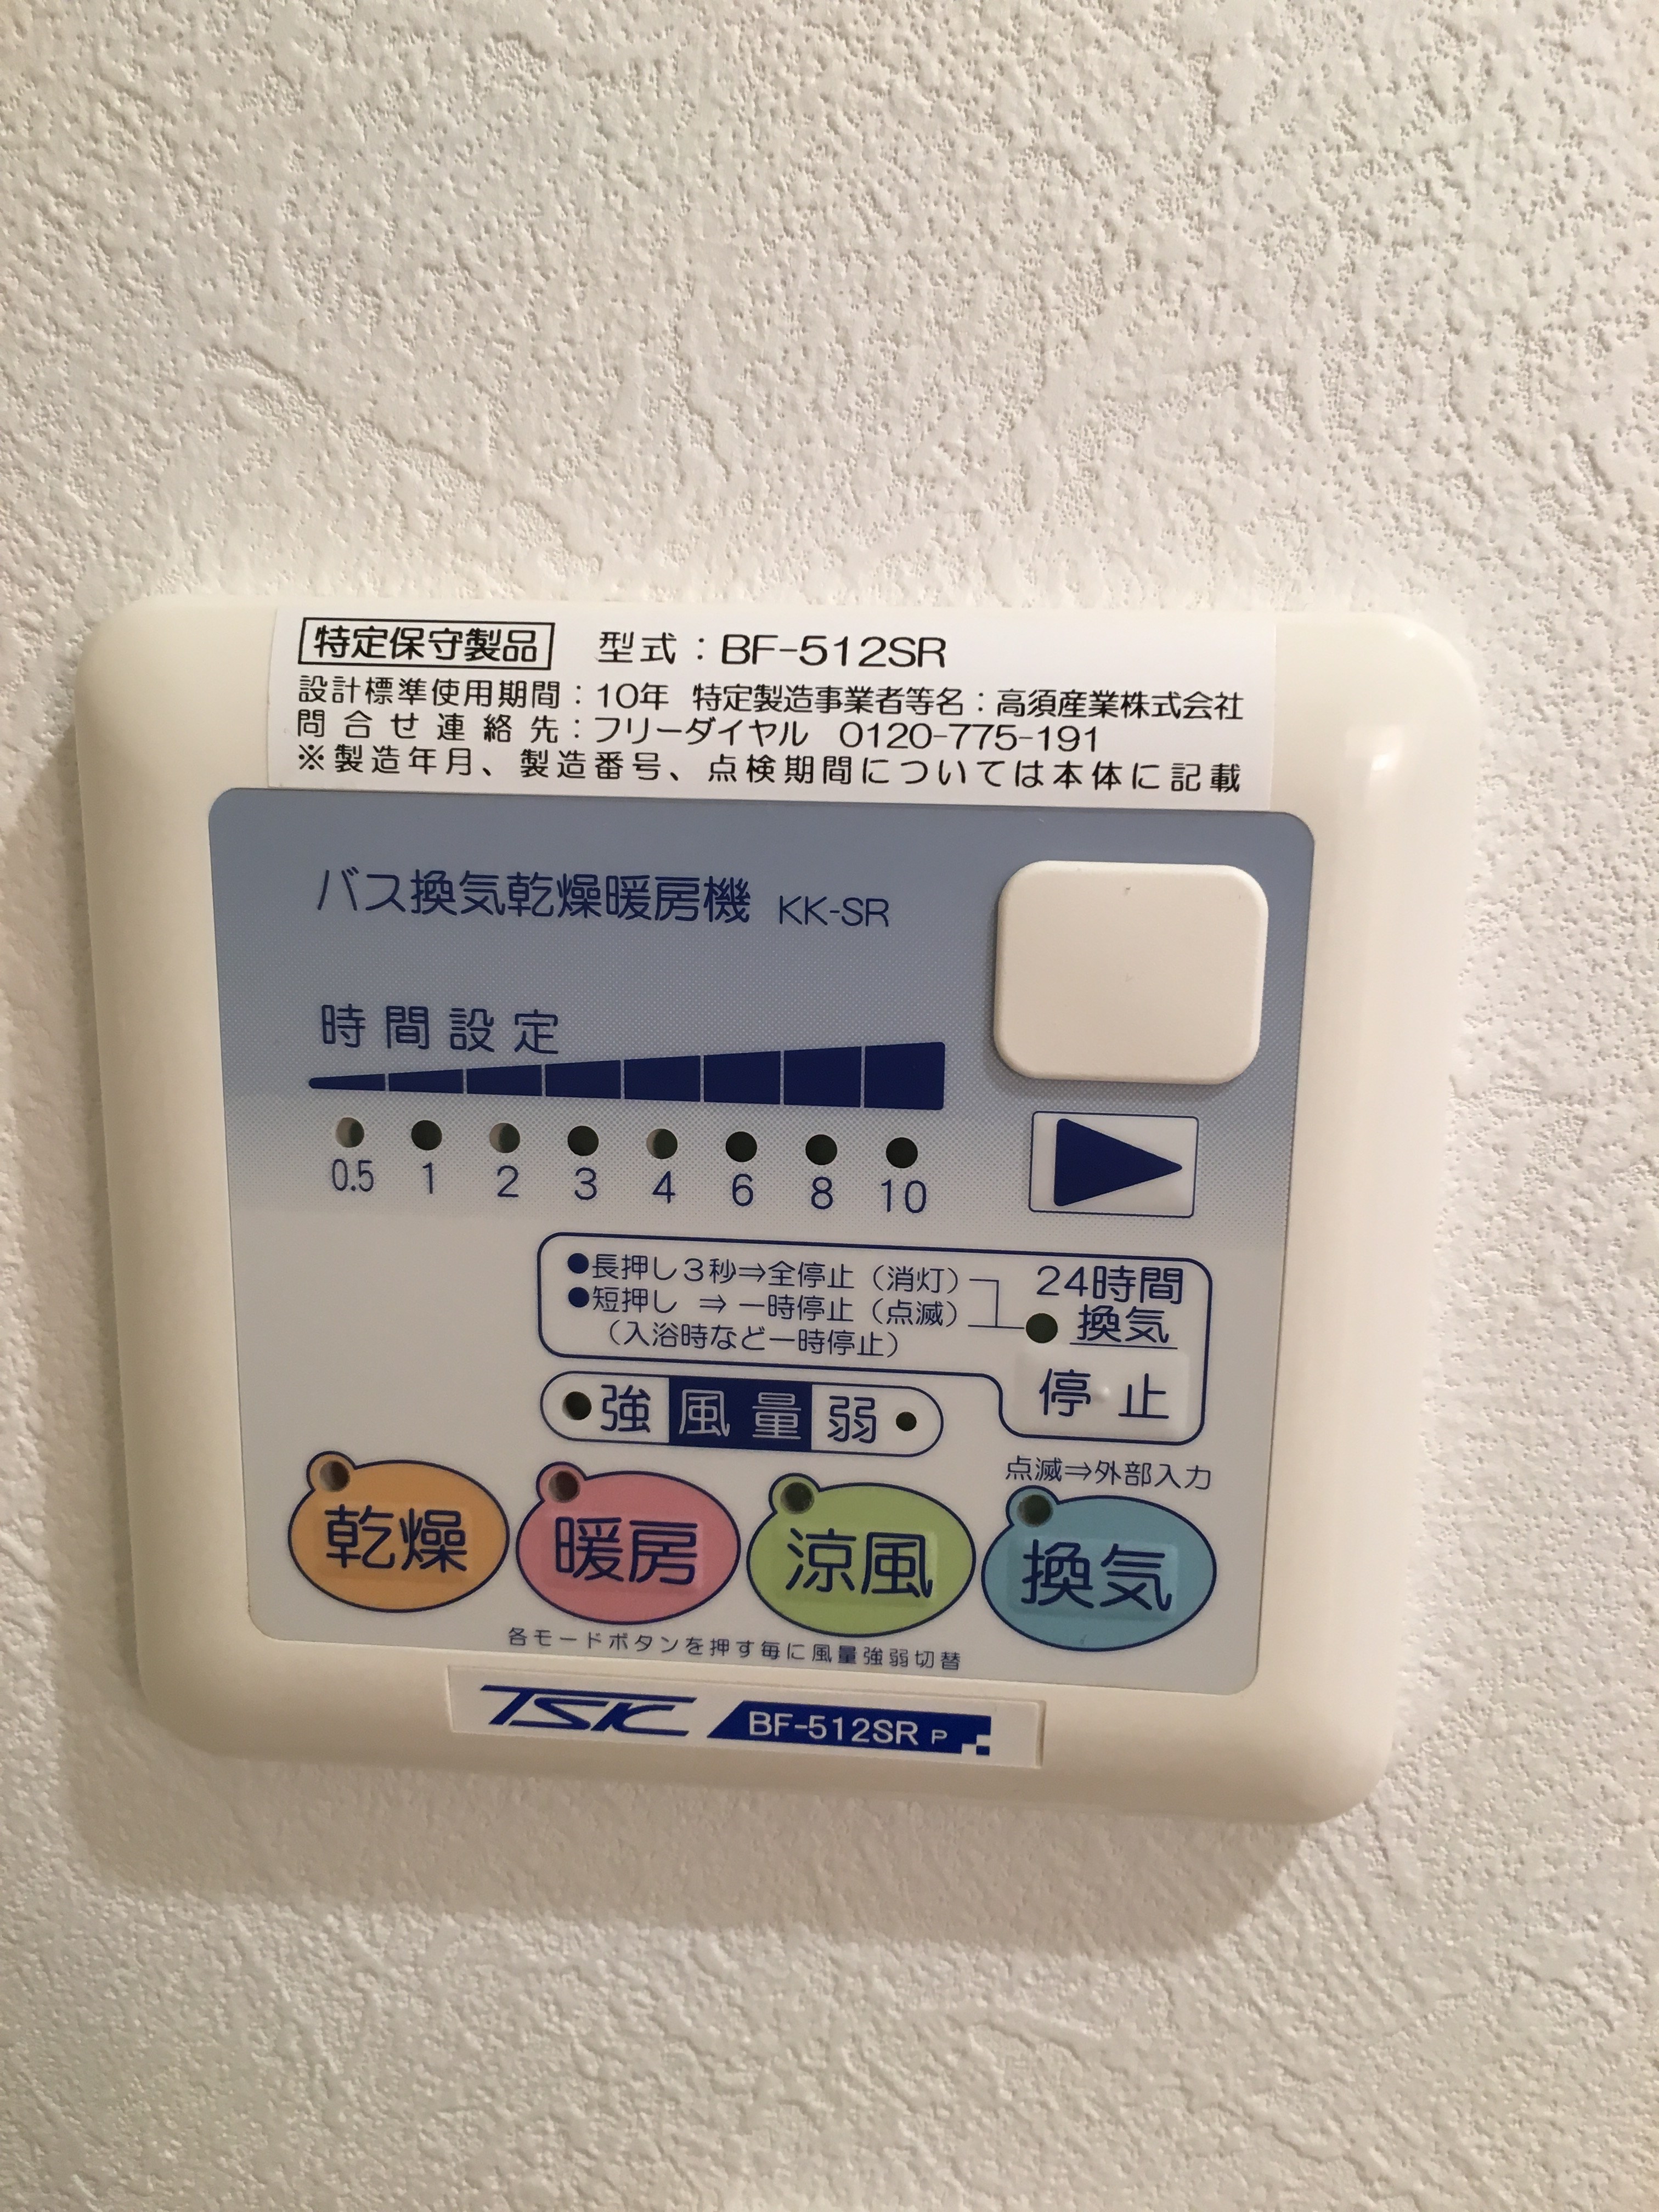 特定保守製品 型式：BF-512SR
設計標準使用期間：10年 特定製造事業者等名：高須産業株式会社
問合せ連絡先：フリーダイヤル 0120-775-191
※製造年月、製造番号、点検期間については本体に記載
バス換気乾燥暖房機 KK-SR
時間設定
0.5 1 2 3 4 6 8 10
●長押し3秒⇒全停止（消灯）
●短押し ⇒ 一時停止（点滅）
（入浴時など一時停止）
24時間
換気
停止
強 風量 弱
点滅⇒外部入力
乾燥 暖房 涼風 換気
各モードボタンを押す毎に風量強弱切替
TSK BF-512SR P